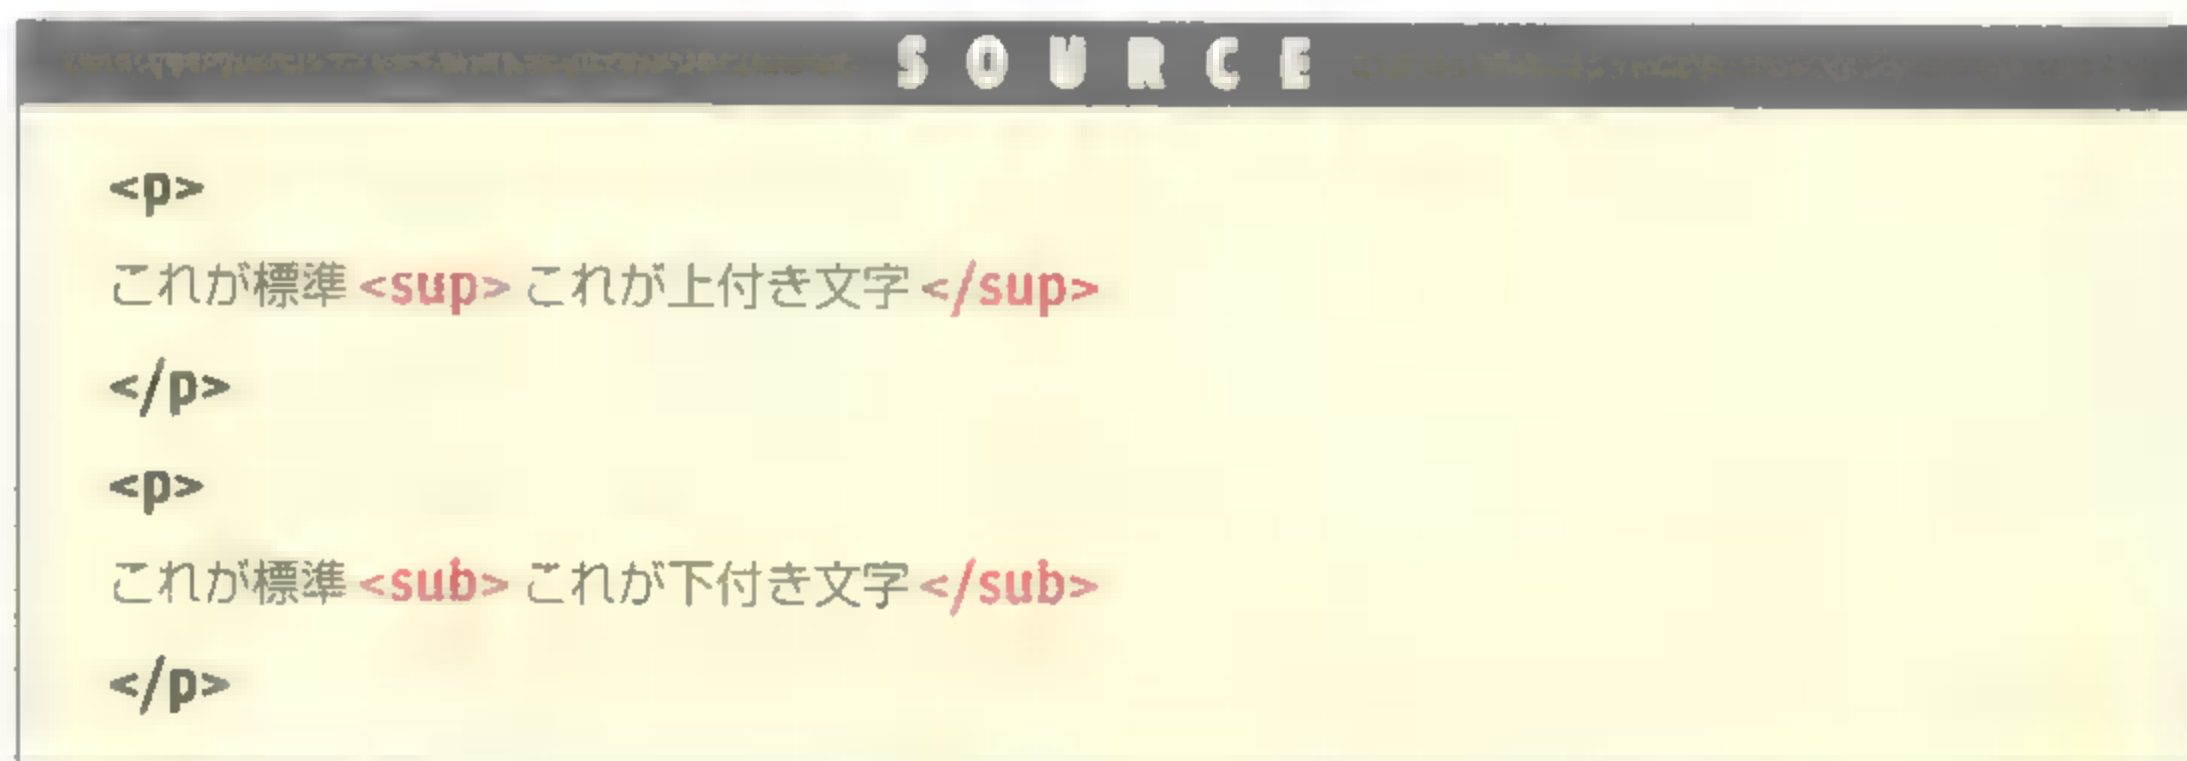 SOURCE
<p>
これが標準<sup>これが上付き文字</sup>
</p>
<p>
これが標準<sub>これが下付き文字</sub>
</p>